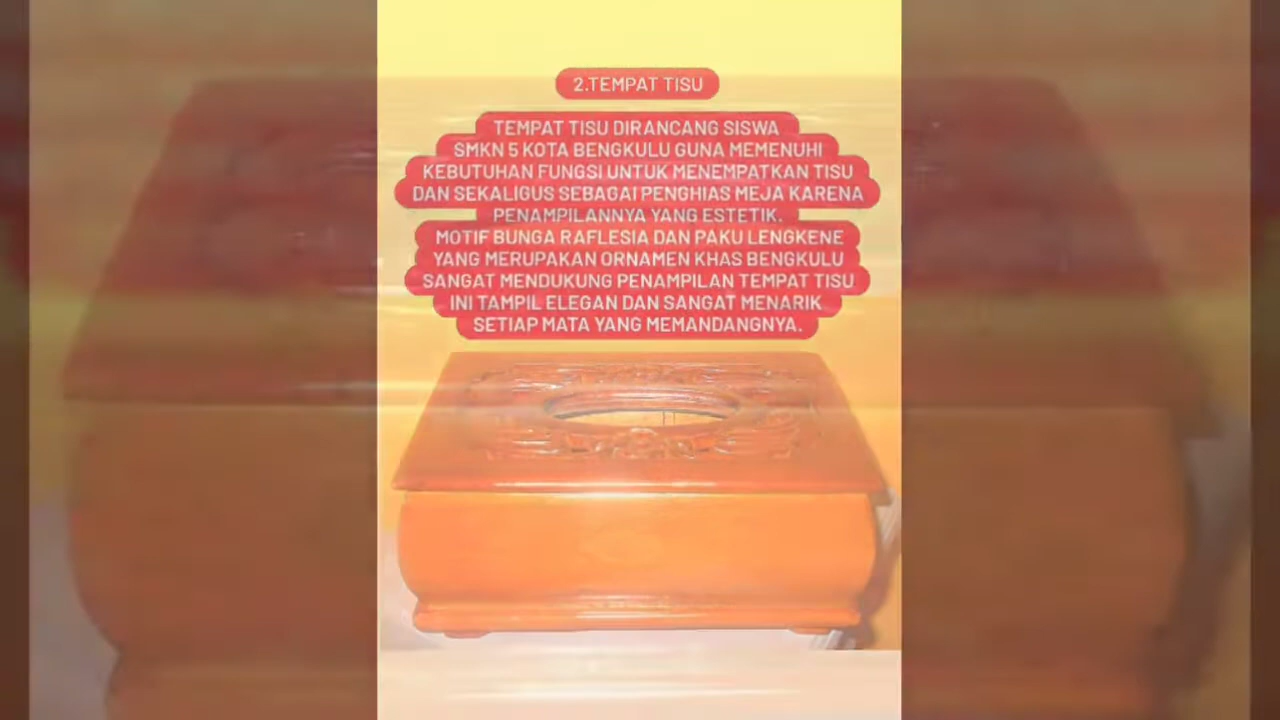 2.TEMPAT TISU
TEMPAT TISU DIRANCANG SISWA
SMKN 5 KOTA BENGKULU GUNA MEMENUHI
KEBUTUHAN FUNGSI UNTUK MENEMPATKAN TISU
DAN SEKALIGUS SEBAGAI PENGHIAS MEJA KARENA
PENAMPILANNYA YANG ESTETIK.
MOTIF BUNGA RAFLESIA DAN PAKU LENGKENE
YANG MERUPAKAN ORNAMEN KHAS BENGKULU
SANGAT MENDUKUNG PENAMPILAN TEMPAT TISU
INI TAMPIL ELEGAN DAN SANGAT MENARIK
SETIAP MATA YANG MEMANDANGNYA.